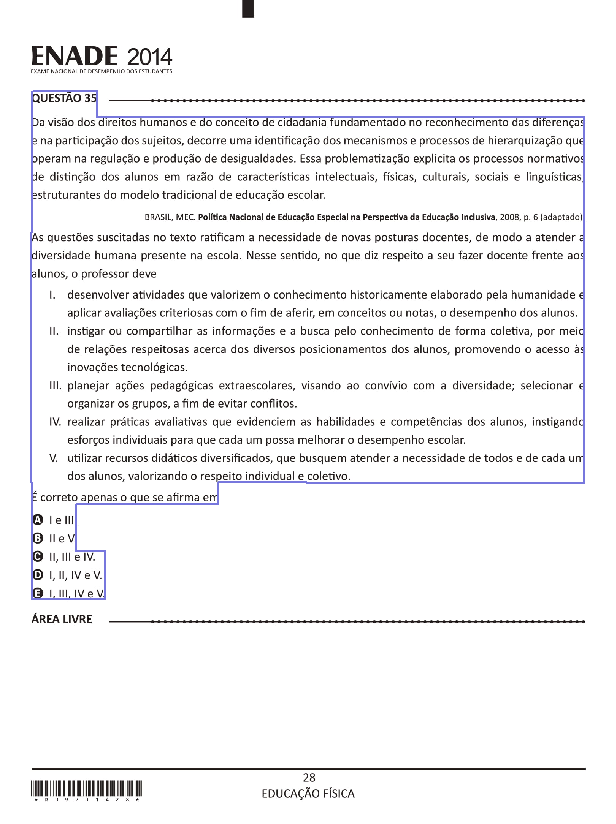 ENADE 2014
EXAME NACIONAL DE DESEMPENHO DOS ESTUDANTES
QUESTÃO 35
Da visão dos direitos humanos e do conceito de cidadania fundamentado no reconhecimento das diferenças
e na participação dos sujeitos, decorre uma identificação dos mecanismos e processos de hierarquização que
operam na regulação e produção de desigualdades. Essa problematização explicita os processos normativos
de distinção dos alunos em razão de características intelectuais, físicas, culturais, sociais e linguísticas,
estruturantes do modelo tradicional de educação escolar.
BRASIL, MEC. Política Nacional de Educação Especial na Perspectiva da Educação Inclusiva, 2008, p. 6 (adaptado).
As questões suscitadas no texto ratificam a necessidade de novas posturas docentes, de modo a atender a
diversidade humana presente na escola. Nesse sentido, no que diz respeito a seu fazer docente frente aos
alunos, o professor deve
I. desenvolver atividades que valorizem o conhecimento historicamente elaborado pela humanidade e
aplicar avaliações criteriosas com o fim de aferir, em conceitos ou notas, o desempenho dos alunos.
II. instigar ou compartilhar as informações e a busca pelo conhecimento de forma coletiva, por meio
de relações respeitosas acerca dos diversos posicionamentos dos alunos, promovendo o acesso às
inovações tecnológicas.
III. planejar ações pedagógicas extraescolares, visando ao convívio com a diversidade; selecionar e
organizar os grupos, a fim de evitar conflitos.
IV. realizar práticas avaliativas que evidenciem as habilidades e competências dos alunos, instigando
esforços individuais para que cada um possa melhorar o desempenho escolar.
V. utilizar recursos didáticos diversificados, que busquem atender a necessidade de todos e de cada um
dos alunos, valorizando o respeito individual e coletivo.
É correto apenas o que se afirma em
A I e III.
B II e V.
C II, III e IV.
D I, II, IV e V.
E I, III, IV e V.
ÁREA LIVRE
28
EDUCAÇÃO FÍSICA